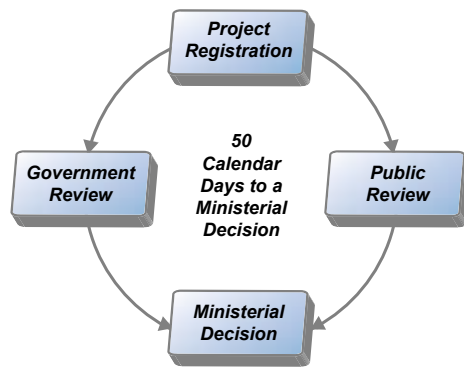 Project
Registration
Government
Review
50
Calendar
Days to a
Ministerial
Decision
Public
Review
Ministerial
Decision